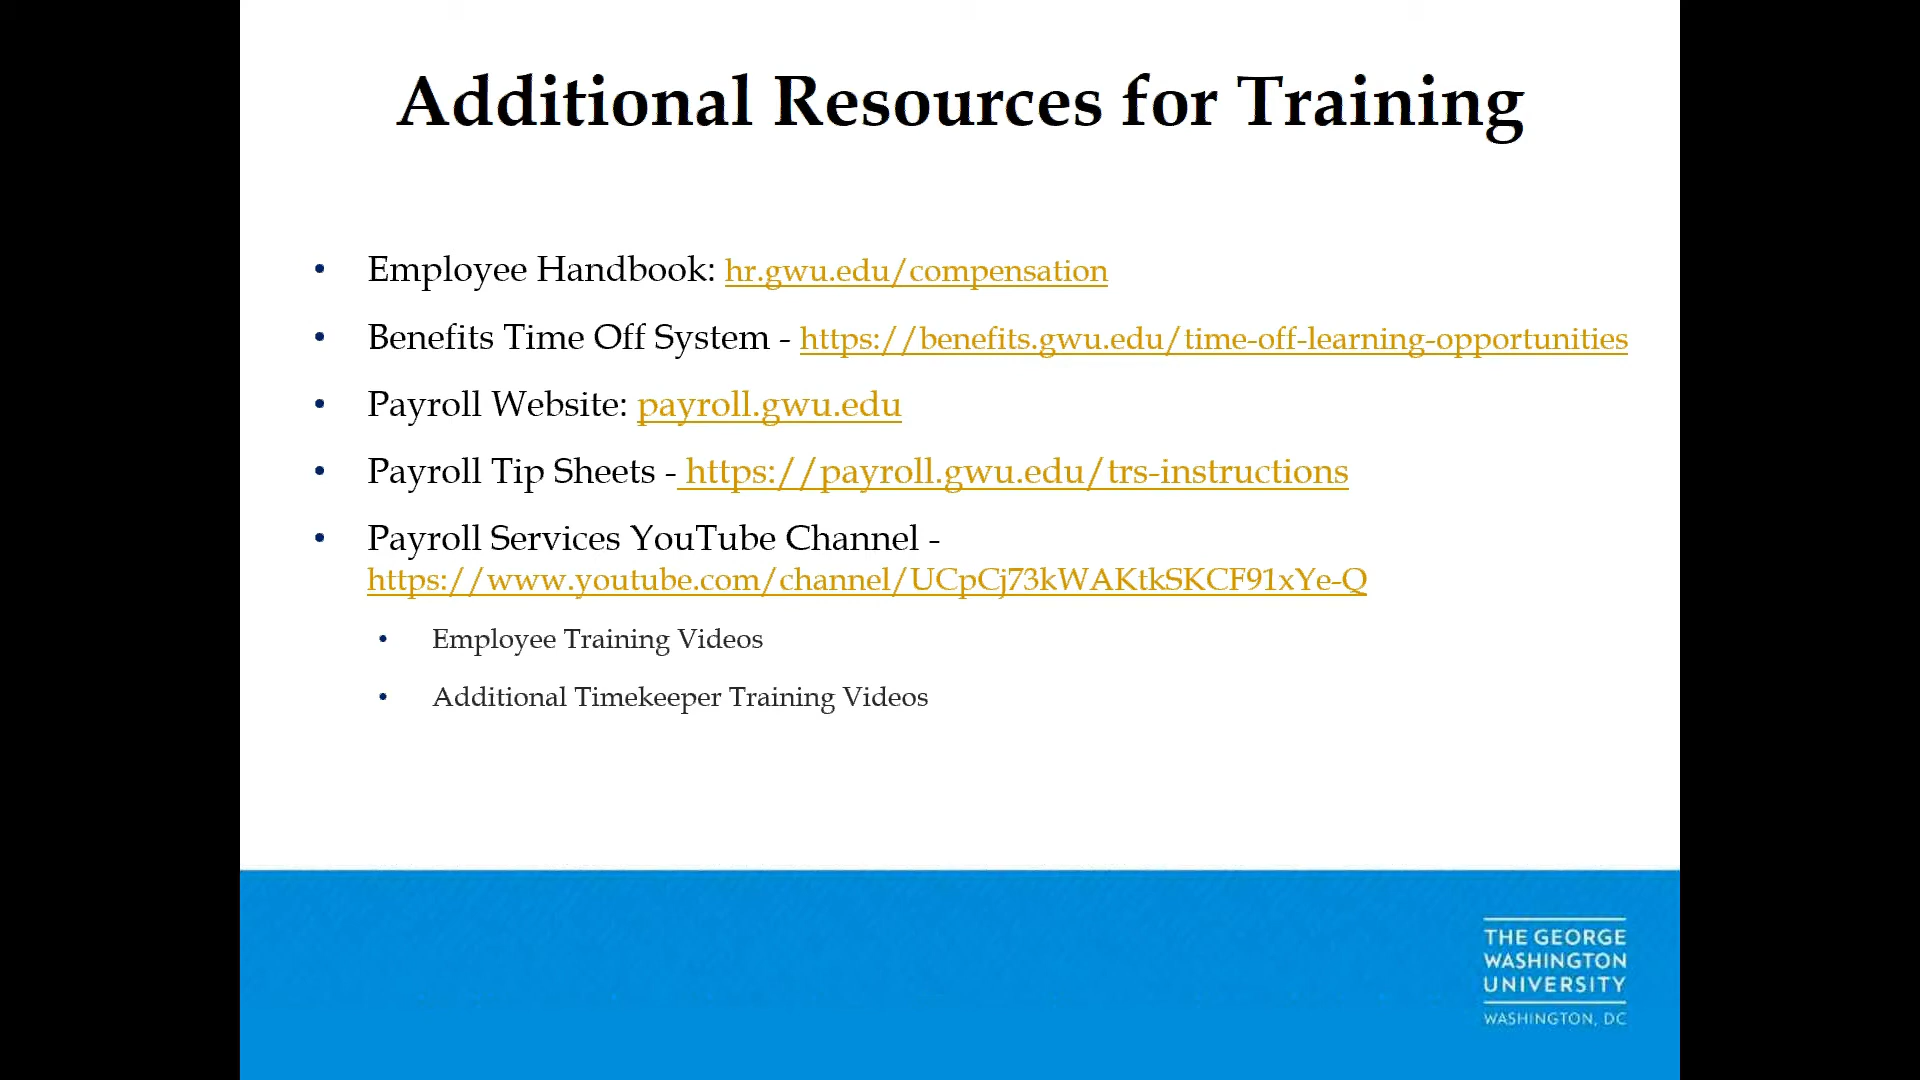 Additional Resources for Training
• Employee Handbook: hr.gwu.edu/compensation
• Benefits Time Off System - https://benefits.gwu.edu/time-off-learning-opportunities
• Payroll Website: payroll.gwu.edu
• Payroll Tip Sheets - https://payroll.gwu.edu/trs-instructions
• Payroll Services YouTube Channel -
https://www.youtube.com/channel/UCpCj73kWAKtkSKCF91xYe-Q
• Employee Training Videos
• Additional Timekeeper Training Videos
THE GEORGE
WASHINGTON
UNIVERSITY
WASHINGTON, DC